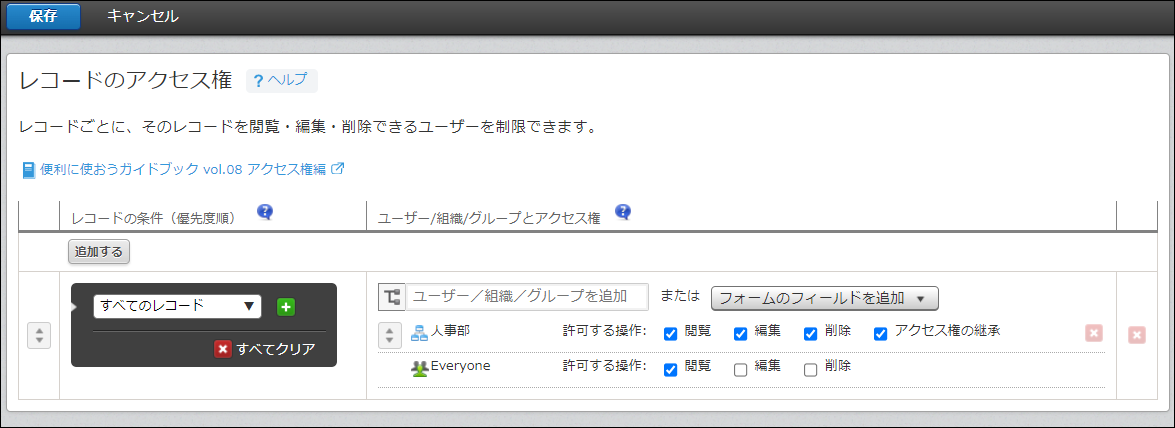 保存 キャンセル
レコードのアクセス権 ? ヘルプ
レコードごとに、そのレコードを閲覧・編集・削除できるユーザーを制限できます。
便利に使おうガイドブック vol.08 アクセス権編
レコードの条件（優先度順） ? ユーザー/組織/グループとアクセス権 ?
追加する
すべてのレコード ▼ ユーザー／組織／グループを追加 または フォームのフィールドを追加 ▼
人事部 許可する操作: 閲覧 編集 削除 アクセス権の継承
すべてクリア
Everyone 許可する操作: 閲覧 編集 削除